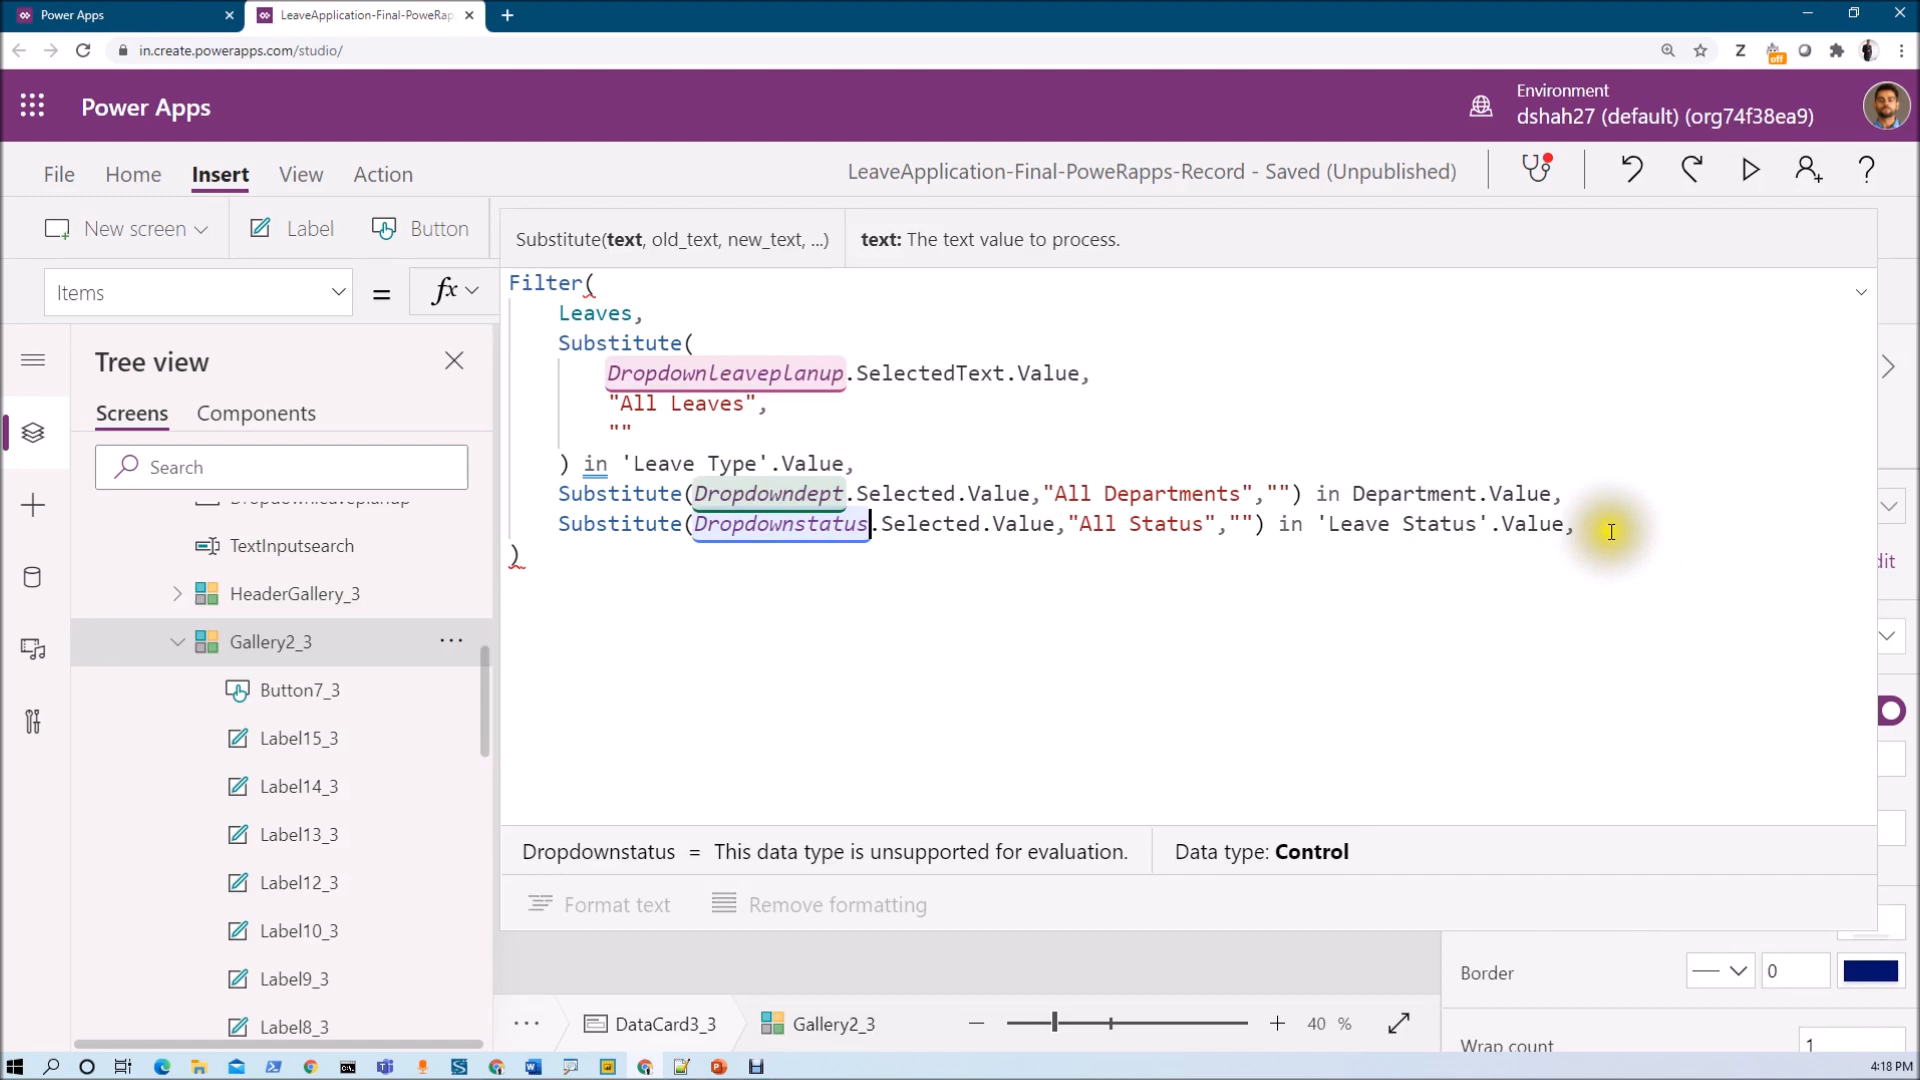 Power Apps
LeaveApplication-Final-PoweRap
in.create.powerapps.com/studio/
Z
off
Power Apps
Environment
dshah27 (default) (org74f38ea9)
File
Home
Insert
View
Action
LeaveApplication-Final-PoweRapps-Record - Saved (Unpublished)
?
New screen
Label
Button
Substitute(text, old_text, new_text, ...)
text: The text value to process.
Items
=
fx
Filter(
Leaves,
Substitute(
Dropdownleaveplanup.SelectedText.Value,
"All Leaves",
""
) in 'Leave Type'.Value,
Substitute(Dropdowndept.Selected.Value,"All Departments","") in Department.Value,
Substitute(Dropdownstatus.Selected.Value,"All Status","") in 'Leave Status'.Value,
)
Tree view
Screens
Components
Search
Dropdownleaveplanup
TextInputsearch
HeaderGallery_3
Gallery2_3
...
Button7_3
Label15_3
Label14_3
Label13_3
Label12_3
Label10_3
Label9_3
Label8_3
dit
Dropdownstatus = This data type is unsupported for evaluation.
Data type: Control
Format text
Remove formatting
Border
0
Wrap count
1
...
DataCard3_3
Gallery2_3
40 %
4:18 PM